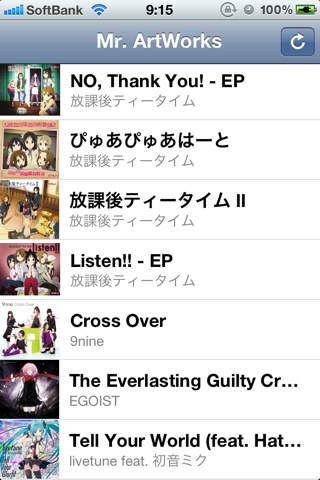 SoftBank 9:15 100%
Mr. ArtWorks
NO, Thank You! - EP
放課後ティータイム
ぴゅあぴゅあはーと
放課後ティータイム
放課後ティータイム II
放課後ティータイム
Listen!! - EP
放課後ティータイム
Cross Over
9nine
The Everlasting Guilty Cr...
EGOIST
Tell Your World (feat. Hat...
livetune feat. 初音ミク